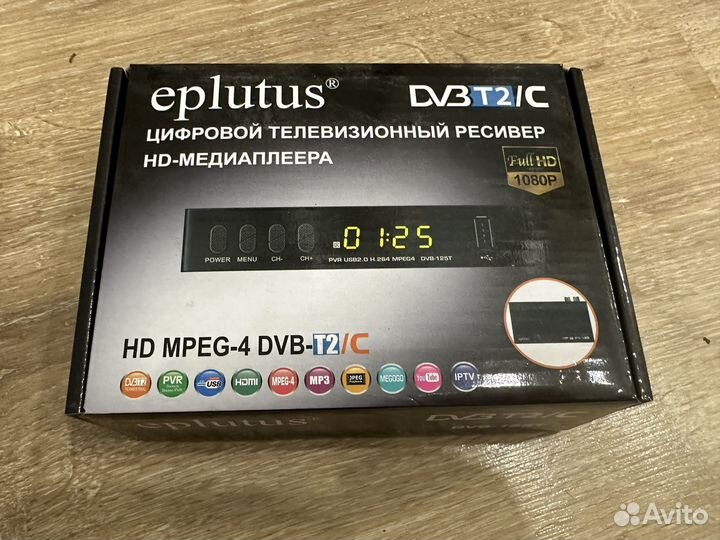 eplutus® DVB T2/C
ЦИФРОВОЙ ТЕЛЕВИЗИОННЫЙ РЕСИВЕР
HD-МЕДИАПЛЕЕРА
Full HD
1080P
01:25
POWER MENU CH- CH+ PVR USB2.0 H.264 MPEG4 DVB-125T
HD MPEG-4 DVB-T2/C
DVB T2 PVR USB HDMI MPEG-4 MP3 JPEG MEGOGO YouTube IPTV
eplutus
Avito